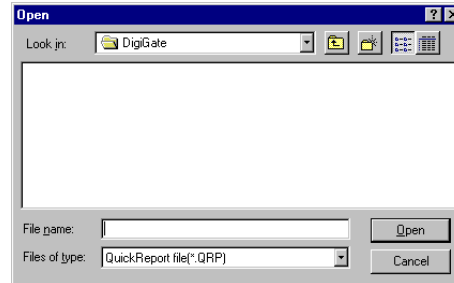 Open
Look in: DigiGate
File name:
Open
Files of type: QuickReport file(*.QRP)
Cancel